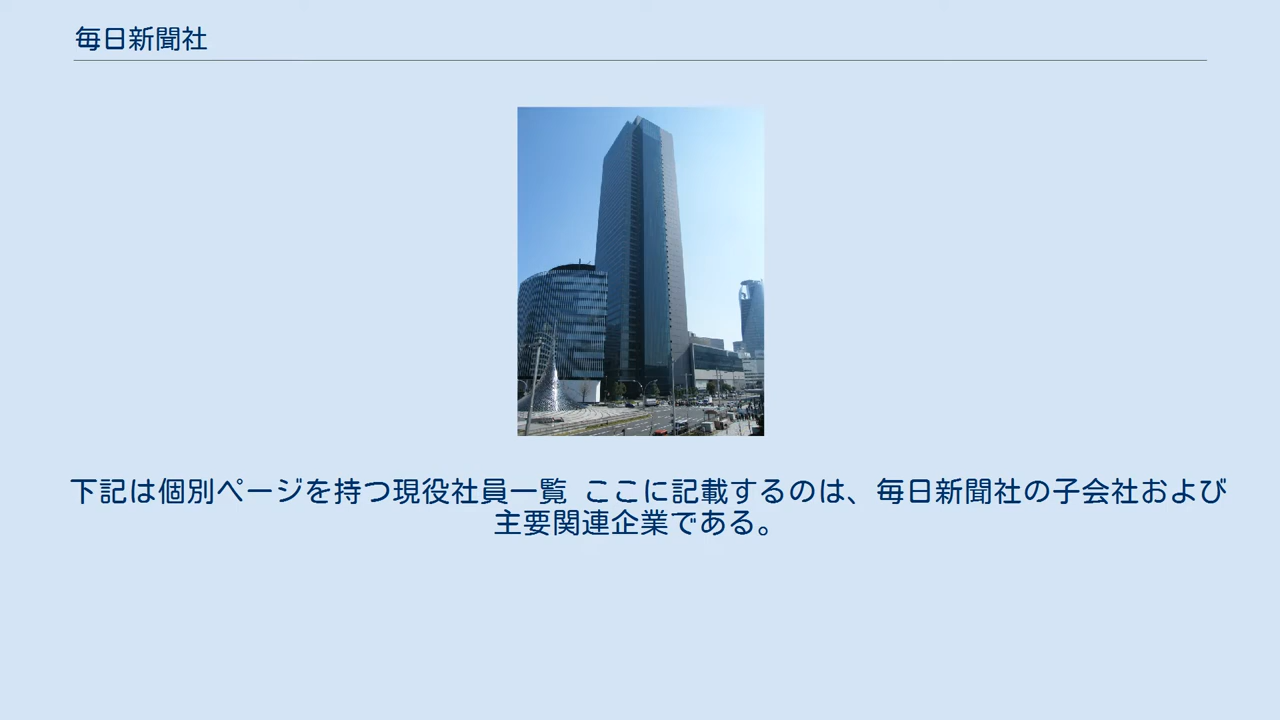 毎日新聞社
下記は個別ページを持つ現役社員一覧 ここに記載するのは、毎日新聞社の子会社および
主要関連企業である。